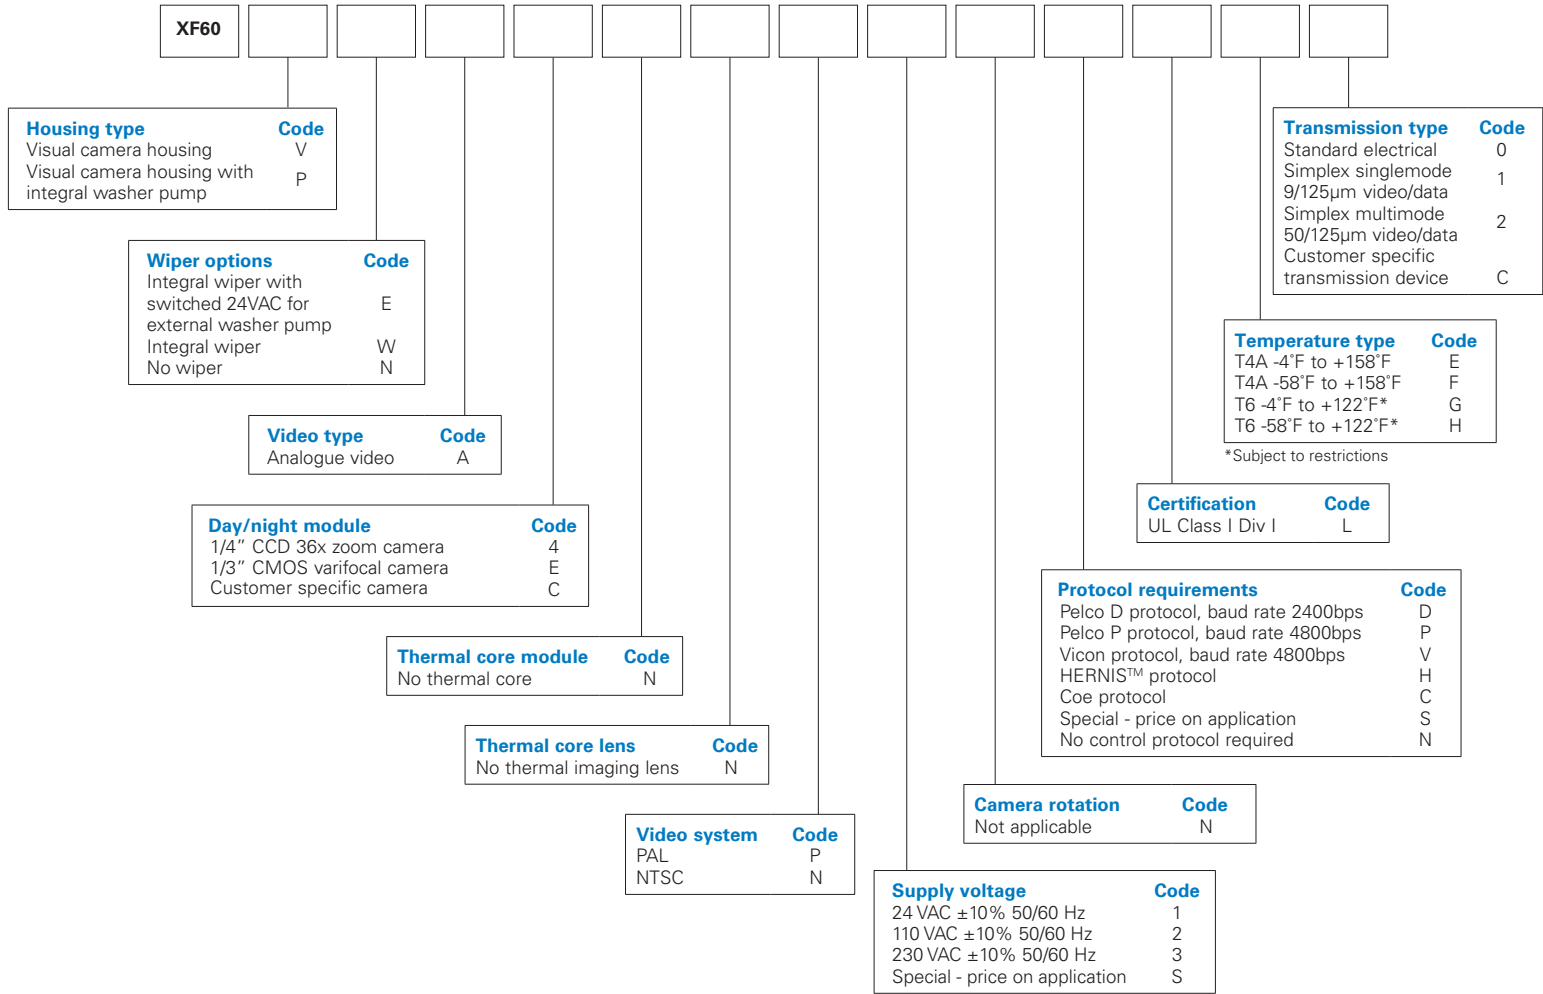 XF60
Housing type Code
Visual camera housing V
Visual camera housing with
integral washer pump P
Wiper options Code
Integral wiper with
switched 24VAC for
external washer pump E
Integral wiper W
No wiper N
Video type Code
Analogue video A
Day/night module Code
1/4” CCD 36x zoom camera 4
1/3” CMOS varifocal camera E
Customer specific camera C
Thermal core module Code
No thermal core N
Thermal core lens Code
No thermal imaging lens N
Video system Code
PAL P
NTSC N
Supply voltage Code
24 VAC ±10% 50/60 Hz 1
110 VAC ±10% 50/60 Hz 2
230 VAC ±10% 50/60 Hz 3
Special - price on application S
Camera rotation Code
Not applicable N
Protocol requirements Code
Pelco D protocol, baud rate 2400bps D
Pelco P protocol, baud rate 4800bps P
Vicon protocol, baud rate 4800bps V
HERNIS™ protocol H
Coe protocol C
Special - price on application S
No control protocol required N
Certification Code
UL Class I Div I L
Temperature type Code
T4A -4˚F to +158˚F E
T4A -58˚F to +158˚F F
T6 -4˚F to +122˚F* G
T6 -58˚F to +122˚F* H
*Subject to restrictions
Transmission type Code
Standard electrical 0
Simplex singlemode
9/125µm video/data 1
Simplex multimode
50/125µm video/data 2
Customer specific
transmission device C